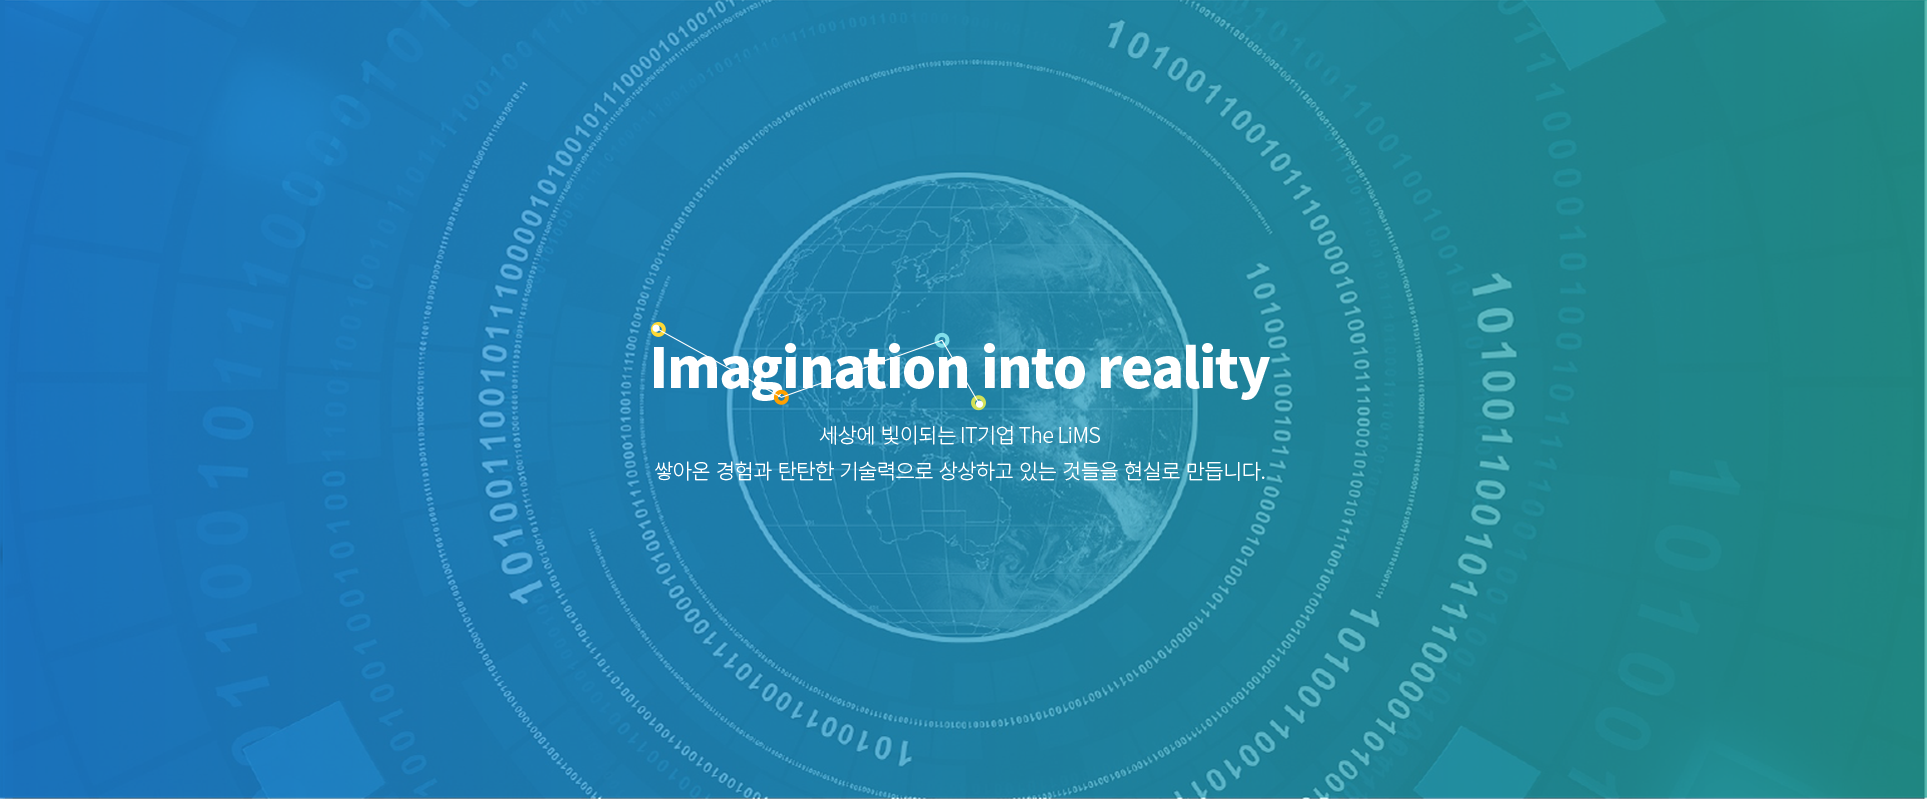 Imagination into reality
세상에 빛이되는 IT기업 The LiMS
쌓아온 경험과 탄탄한 기술력으로 상상하고 있는 것들을 현실로 만듭니다.